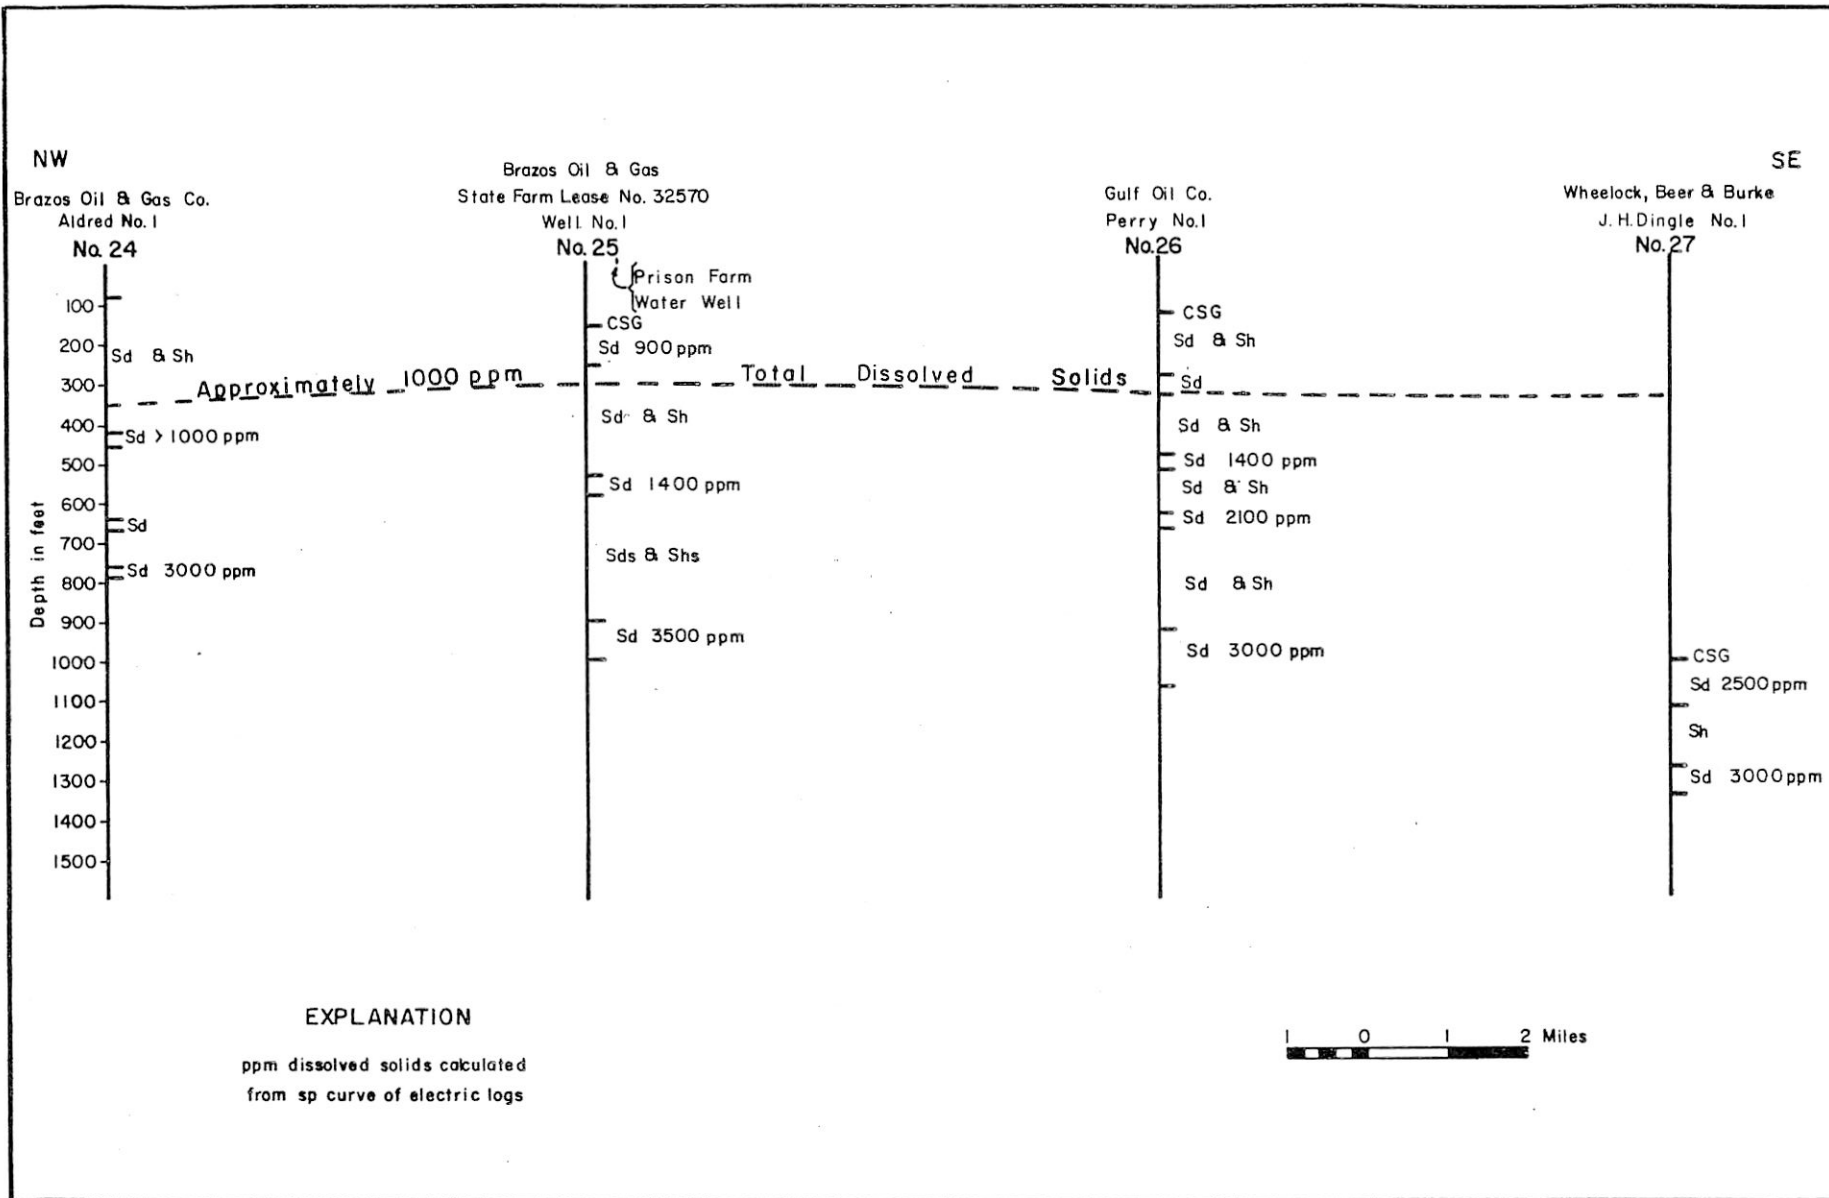 NW
SE
Brazos Oil & Gas Co.
Aldred No. 1
No. 24
Brazos Oil & Gas
State Farm Lease No. 32570
Well No. 1
No. 25
Prison Farm
Water Well
Gulf Oil Co.
Perry No. 1
No. 26
Wheelock, Beer & Burke
J. H. Dingle No. 1
No. 27
Depth in feet
100
200
300
400
500
600
700
800
900
1000
1100
1200
1300
1400
1500
Sd & Sh
Approximately 1000 ppm Total Dissolved Solids
Sd > 1000 ppm
Sd
Sd 3000 ppm
CSG
Sd 900 ppm
Sd & Sh
Sd 1400 ppm
Sds & Shs
Sd 3500 ppm
CSG
Sd & Sh
Sd
Sd & Sh
Sd 1400 ppm
Sd & Sh
Sd 2100 ppm
Sd & Sh
Sd 3000 ppm
CSG
Sd 2500 ppm
Sh
Sd 3000 ppm
EXPLANATION
ppm dissolved solids calculated
from sp curve of electric logs
1 0 1 2 Miles